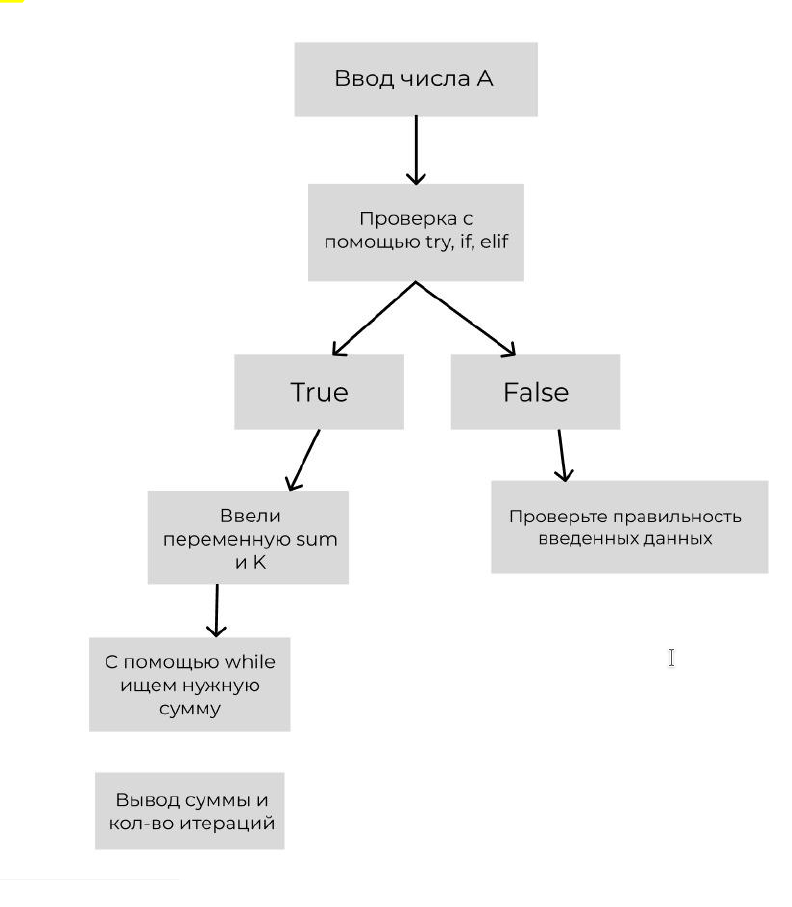 Ввод числа A
Проверка с
помощью try, if, elif
True
False
Ввели
переменную sum
и K
Проверьте правильность
введенных данных
С помощью while
ищем нужную
сумму
Вывод суммы и
кол-во итераций